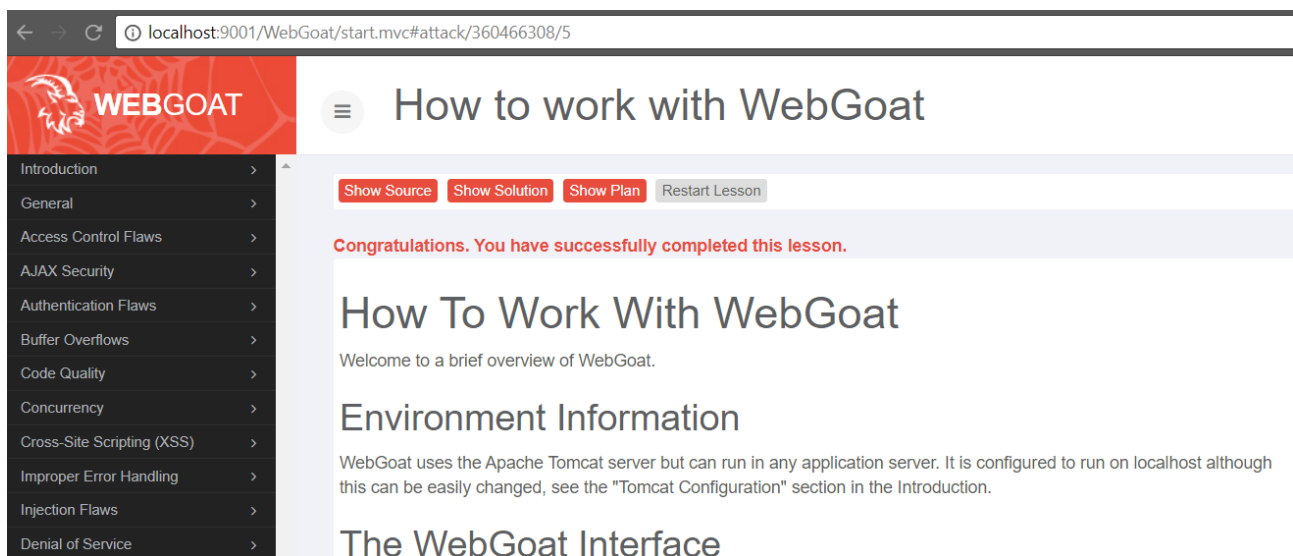 localhost:9001/WebGoat/start.mvc#attack/360466308/5
WEBGOAT
How to work with WebGoat
Introduction
General
Access Control Flaws
AJAX Security
Authentication Flaws
Buffer Overflows
Code Quality
Concurrency
Cross-Site Scripting (XSS)
Improper Error Handling
Injection Flaws
Denial of Service
Show Source Show Solution Show Plan Restart Lesson
Congratulations. You have successfully completed this lesson.
How To Work With WebGoat
Welcome to a brief overview of WebGoat.
Environment Information
WebGoat uses the Apache Tomcat server but can run in any application server. It is configured to run on localhost although
this can be easily changed, see the "Tomcat Configuration" section in the Introduction.
The WebGoat Interface